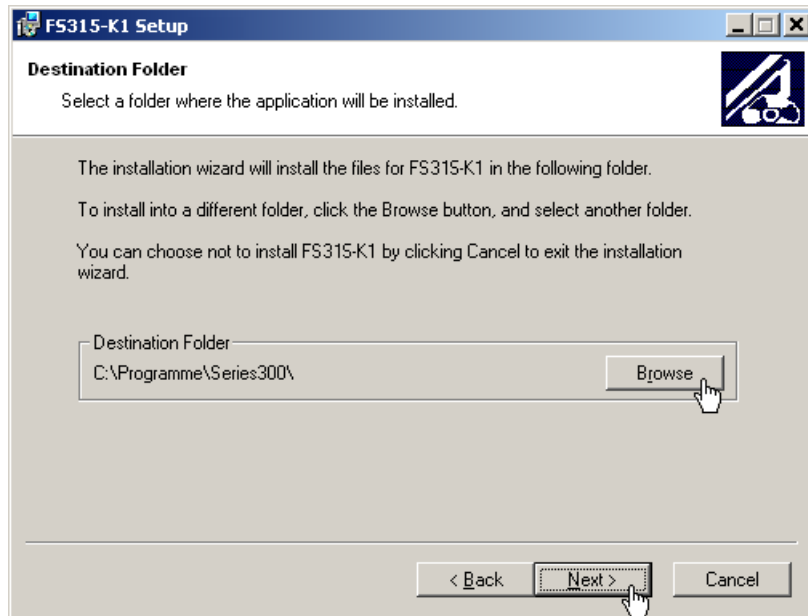 FS315-K1 Setup
Destination Folder
Select a folder where the application will be installed.
The installation wizard will install the files for FS315-K1 in the following folder.
To install into a different folder, click the Browse button, and select another folder.
You can choose not to install FS315-K1 by clicking Cancel to exit the installation
wizard.
Destination Folder
C:\Programme\Series300\
Browse
< Back
Next >
Cancel